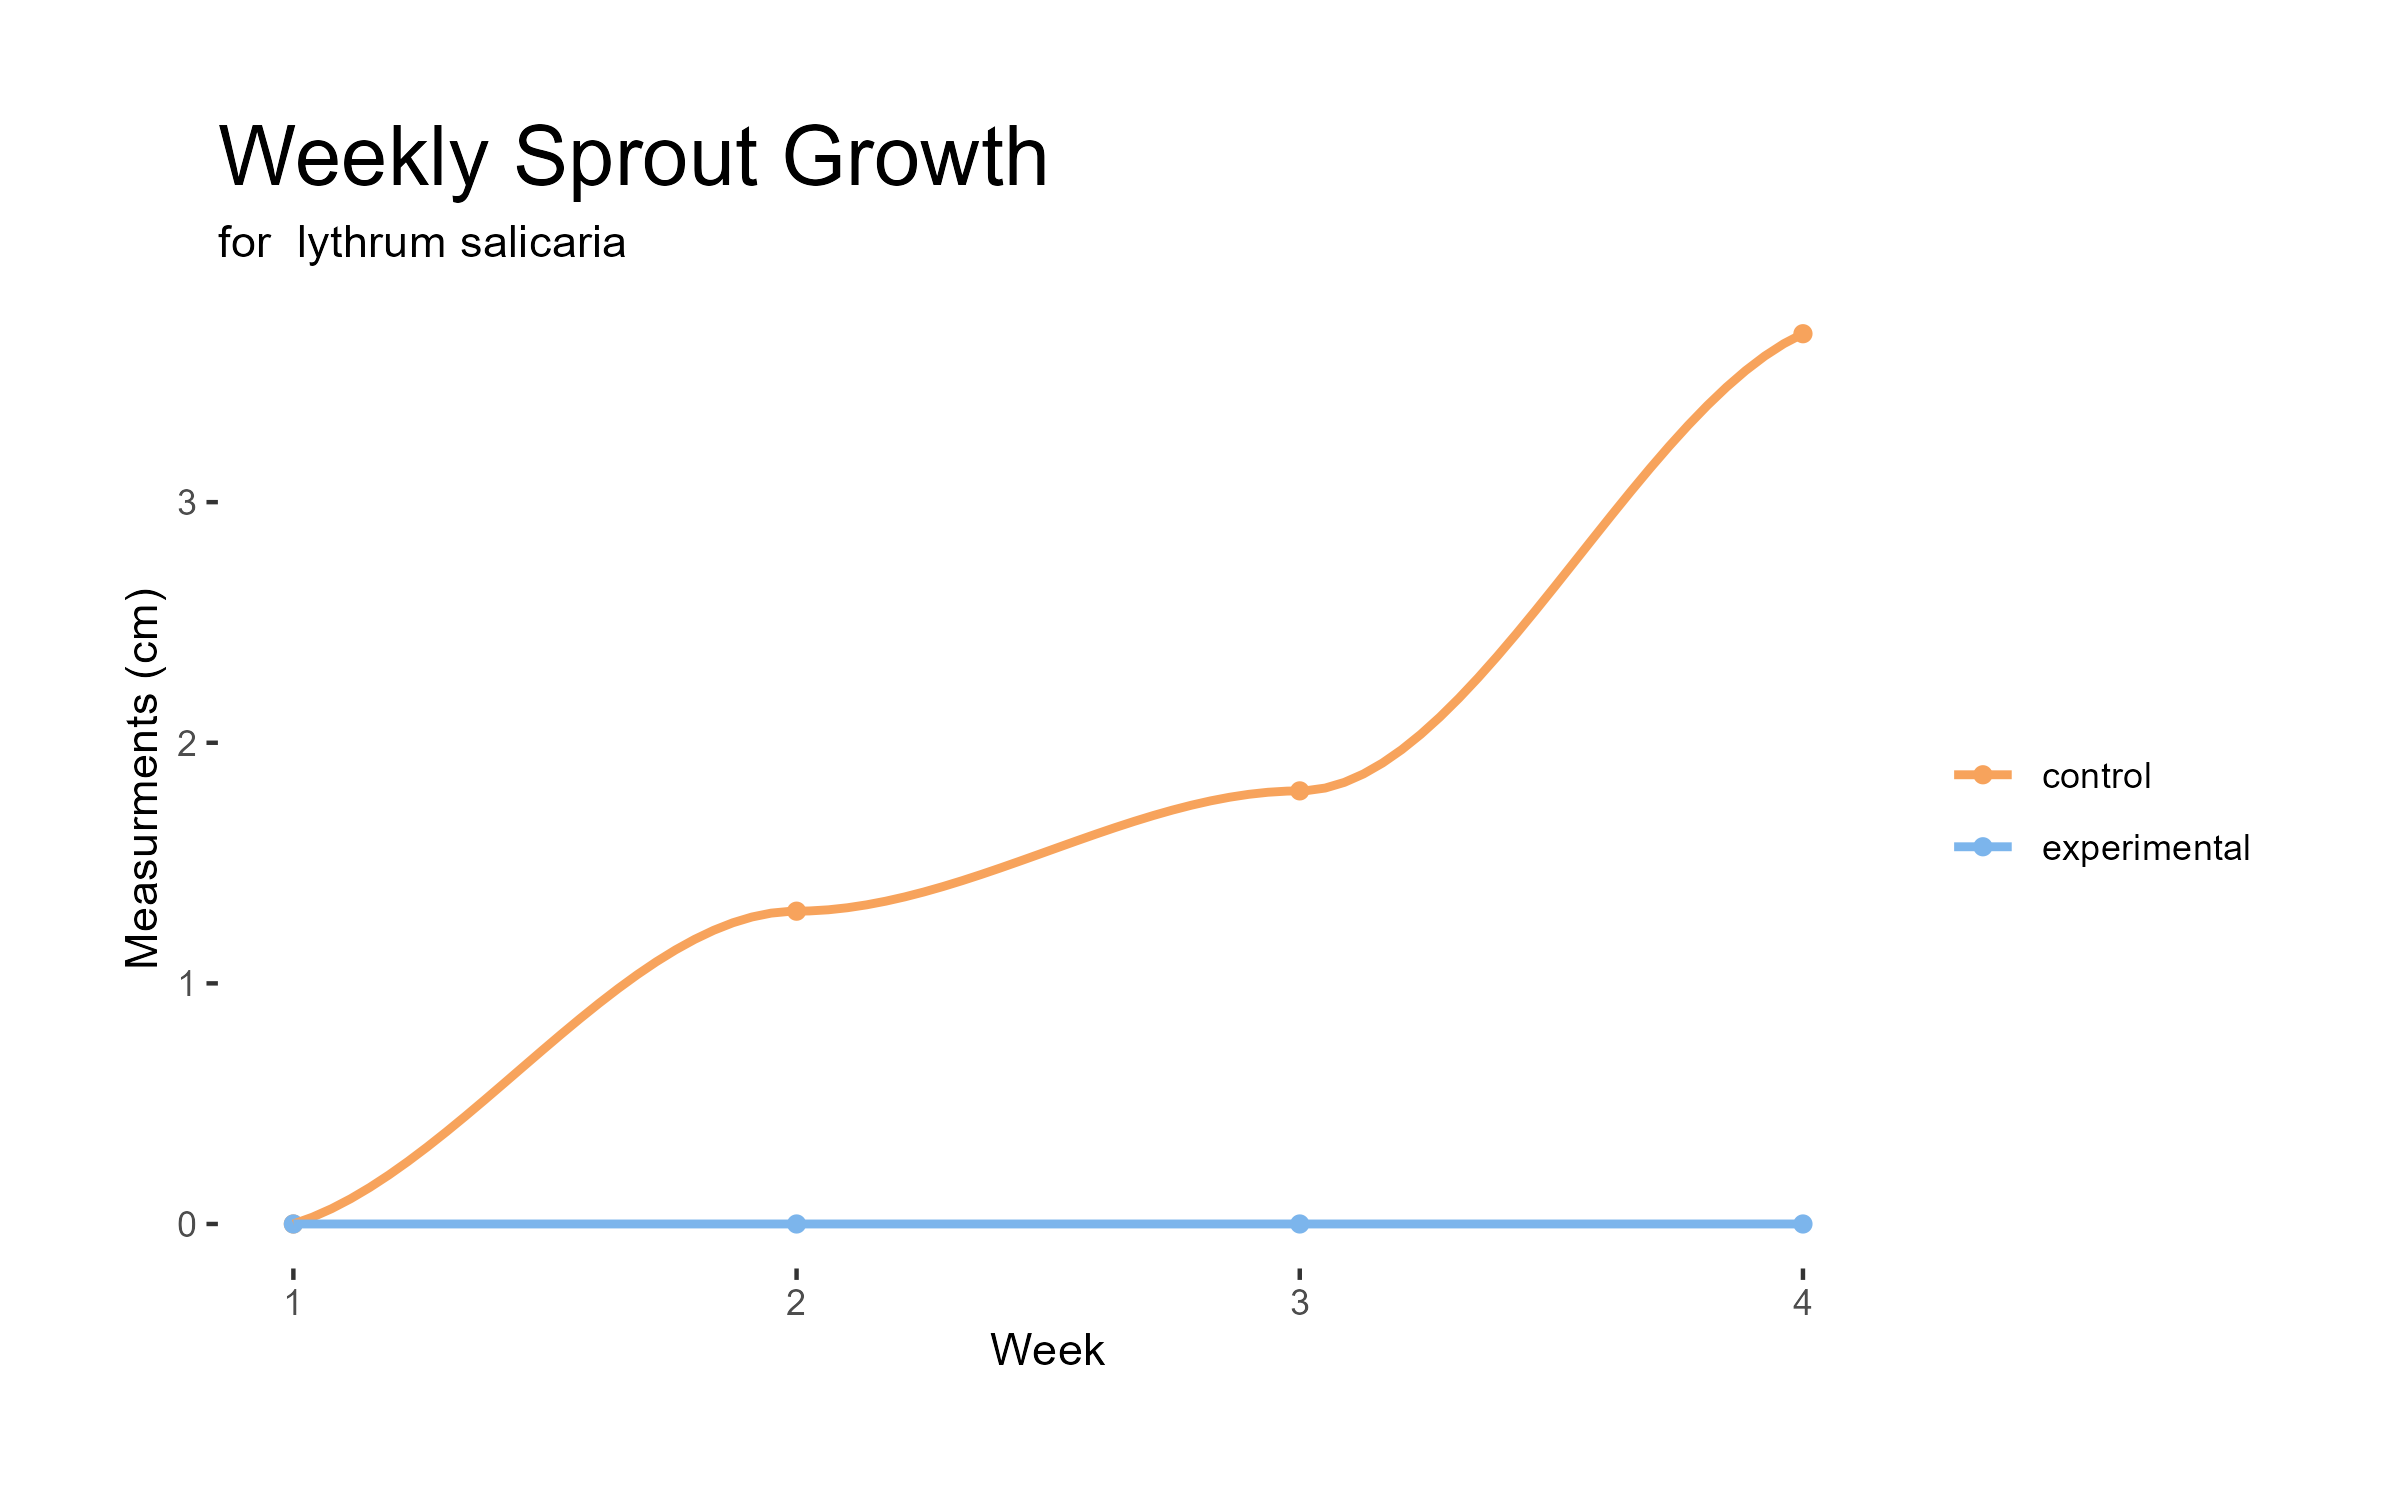 Weekly Sprout Growth
for  lythrum salicaria
3
2
1
0
Measurments (cm)
1 2 3 4
Week
control
experimental